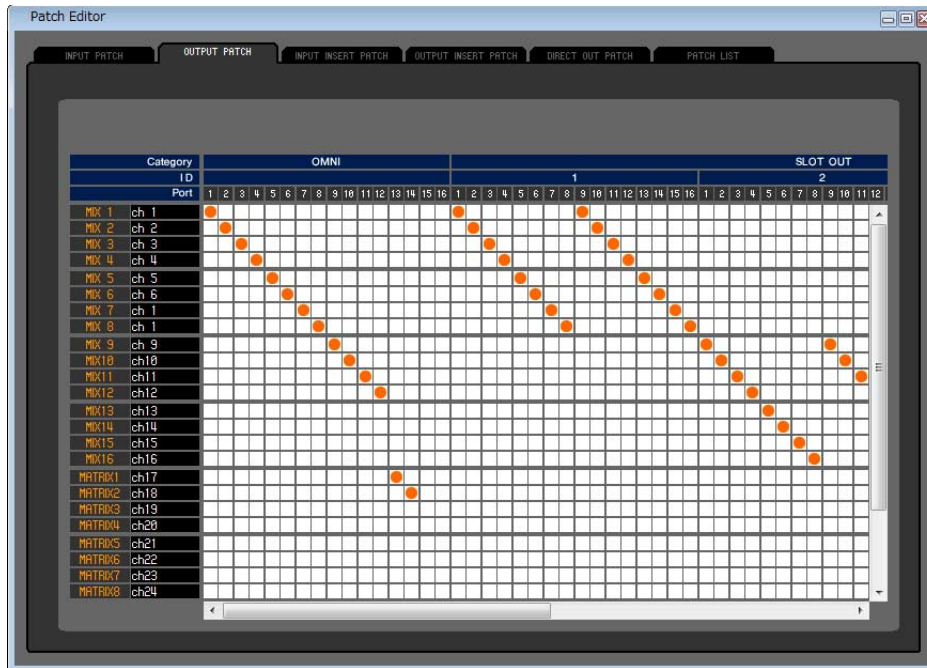 Patch Editor
INPUT PATCH OUTPUT PATCH INPUT INSERT PATCH OUTPUT INSERT PATCH DIRECT OUT PATCH PATCH LIST
Category OMNI SLOT OUT
ID 1 2
Port 1 2 3 4 5 6 7 8 9 10 11 12 13 14 15 16 1 2 3 4 5 6 7 8 9 10 11 12 13 14 15 16 1 2 3 4 5 6 7 8 9 10 11 12
MIX 1 ch 1
MIX 2 ch 2
MIX 3 ch 3
MIX 4 ch 4
MIX 5 ch 5
MIX 6 ch 6
MIX 7 ch 1
MIX 8 ch 1
MIX 9 ch 9
MIX10 ch10
MIX11 ch11
MIX12 ch12
MIX13 ch13
MIX14 ch14
MIX15 ch15
MIX16 ch16
MATRIX1 ch17
MATRIX2 ch18
MATRIX3 ch19
MATRIX4 ch20
MATRIX5 ch21
MATRIX6 ch22
MATRIX7 ch23
MATRIX8 ch24